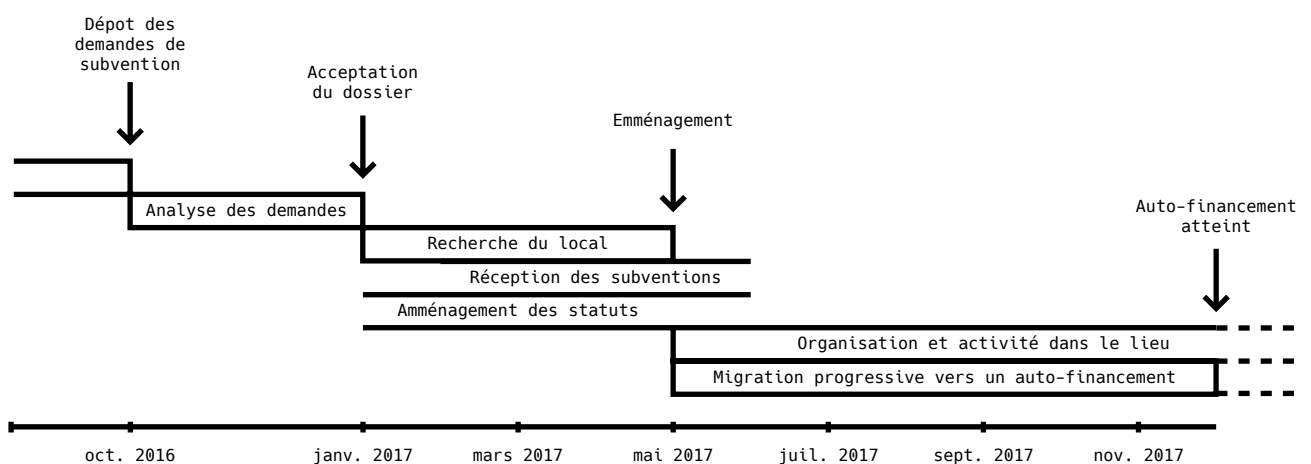 Dépot des
demandes de
subvention
Acceptation
du dossier
Emménagement
Auto-financement
atteint
Analyse des demandes
Recherche du local
Réception des subventions
Amménagement des statuts
Organisation et activité dans le lieu
Migration progressive vers un auto-financement
oct. 2016
janv. 2017
mars 2017
mai 2017
juil. 2017
sept. 2017
nov. 2017